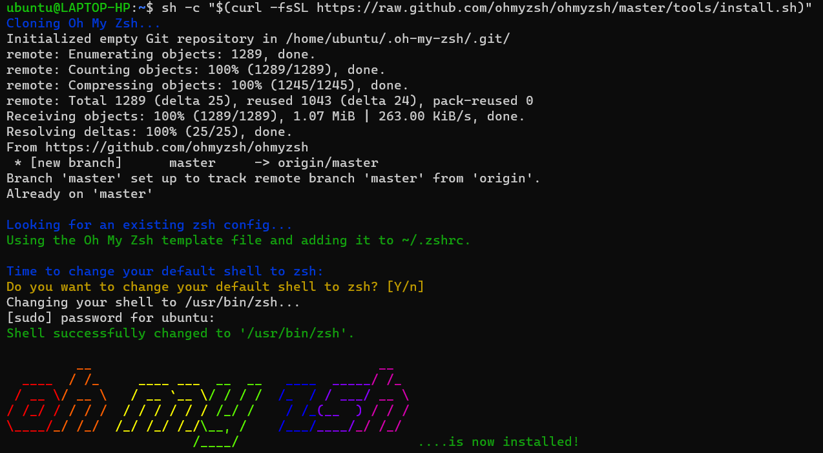 ubuntu@LAPTOP-HP:~$ sh -c "$(curl -fsSL https://raw.github.com/ohmyzsh/ohmyzsh/master/tools/install.sh)"
Cloning Oh My Zsh...
Initialized empty Git repository in /home/ubuntu/.oh-my-zsh/.git/
remote: Enumerating objects: 1289, done.
remote: Counting objects: 100% (1289/1289), done.
remote: Compressing objects: 100% (1245/1245), done.
remote: Total 1289 (delta 25), reused 1043 (delta 24), pack-reused 0
Receiving objects: 100% (1289/1289), 1.07 MiB | 263.00 KiB/s, done.
Resolving deltas: 100% (25/25), done.
From https://github.com/ohmyzsh/ohmyzsh
 * [new branch]      master     -> origin/master
Branch 'master' set up to track remote branch 'master' from 'origin'.
Already on 'master'
Looking for an existing zsh config...
Using the Oh My Zsh template file and adding it to ~/.zshrc.
Time to change your default shell to zsh:
Do you want to change your default shell to zsh? [Y/n]
Changing your shell to /usr/bin/zsh...
[sudo] password for ubuntu:
Shell successfully changed to '/usr/bin/zsh'.
oh my zsh
....is now installed!